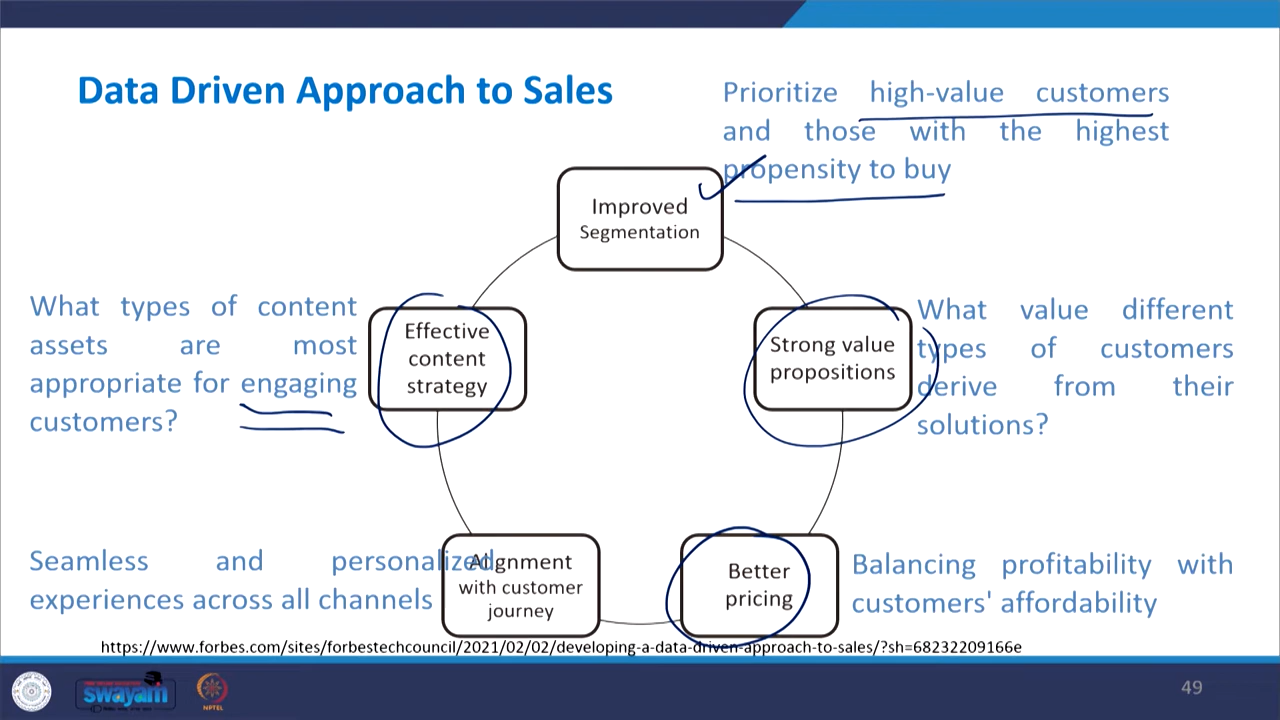 Data Driven Approach to Sales
Prioritize high-value customers
and those with the highest
propensity to buy
Improved
Segmentation
What types of content
assets are most
appropriate for engaging
customers?
Effective
content
strategy
Strong value
propositions
What value different
types of customers
derive from their
solutions?
Seamless and personalized
experiences across all channels
Alignment
with customer
journey
Better
pricing
Balancing profitability with
customers' affordability
https://www.forbes.com/sites/forbestechcouncil/2021/02/02/developing-a-data-driven-approach-to-sales/?sh=68232209166e
swayam
NPTEL
49